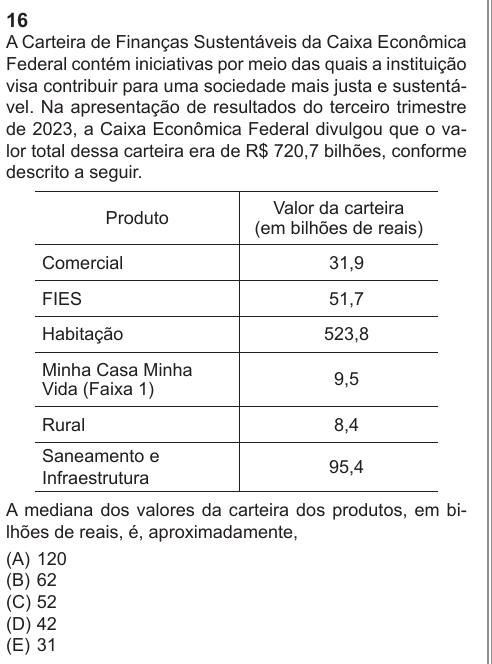 16
A Carteira de Finanças Sustentáveis da Caixa Econômica
Federal contém iniciativas por meio das quais a instituição
visa contribuir para uma sociedade mais justa e sustentá-
vel. Na apresentação de resultados do terceiro trimestre
de 2023, a Caixa Econômica Federal divulgou que o va-
lor total dessa carteira era de R$ 720,7 bilhões, conforme
descrito a seguir.
Produto
Valor da carteira
(em bilhões de reais)
Comercial 31,9
FIES 51,7
Habitação 523,8
Minha Casa Minha
Vida (Faixa 1) 9,5
Rural 8,4
Saneamento e
Infraestrutura 95,4
A mediana dos valores da carteira dos produtos, em bi-
lhões de reais, é, aproximadamente,
(A) 120
(B) 62
(C) 52
(D) 42
(E) 31